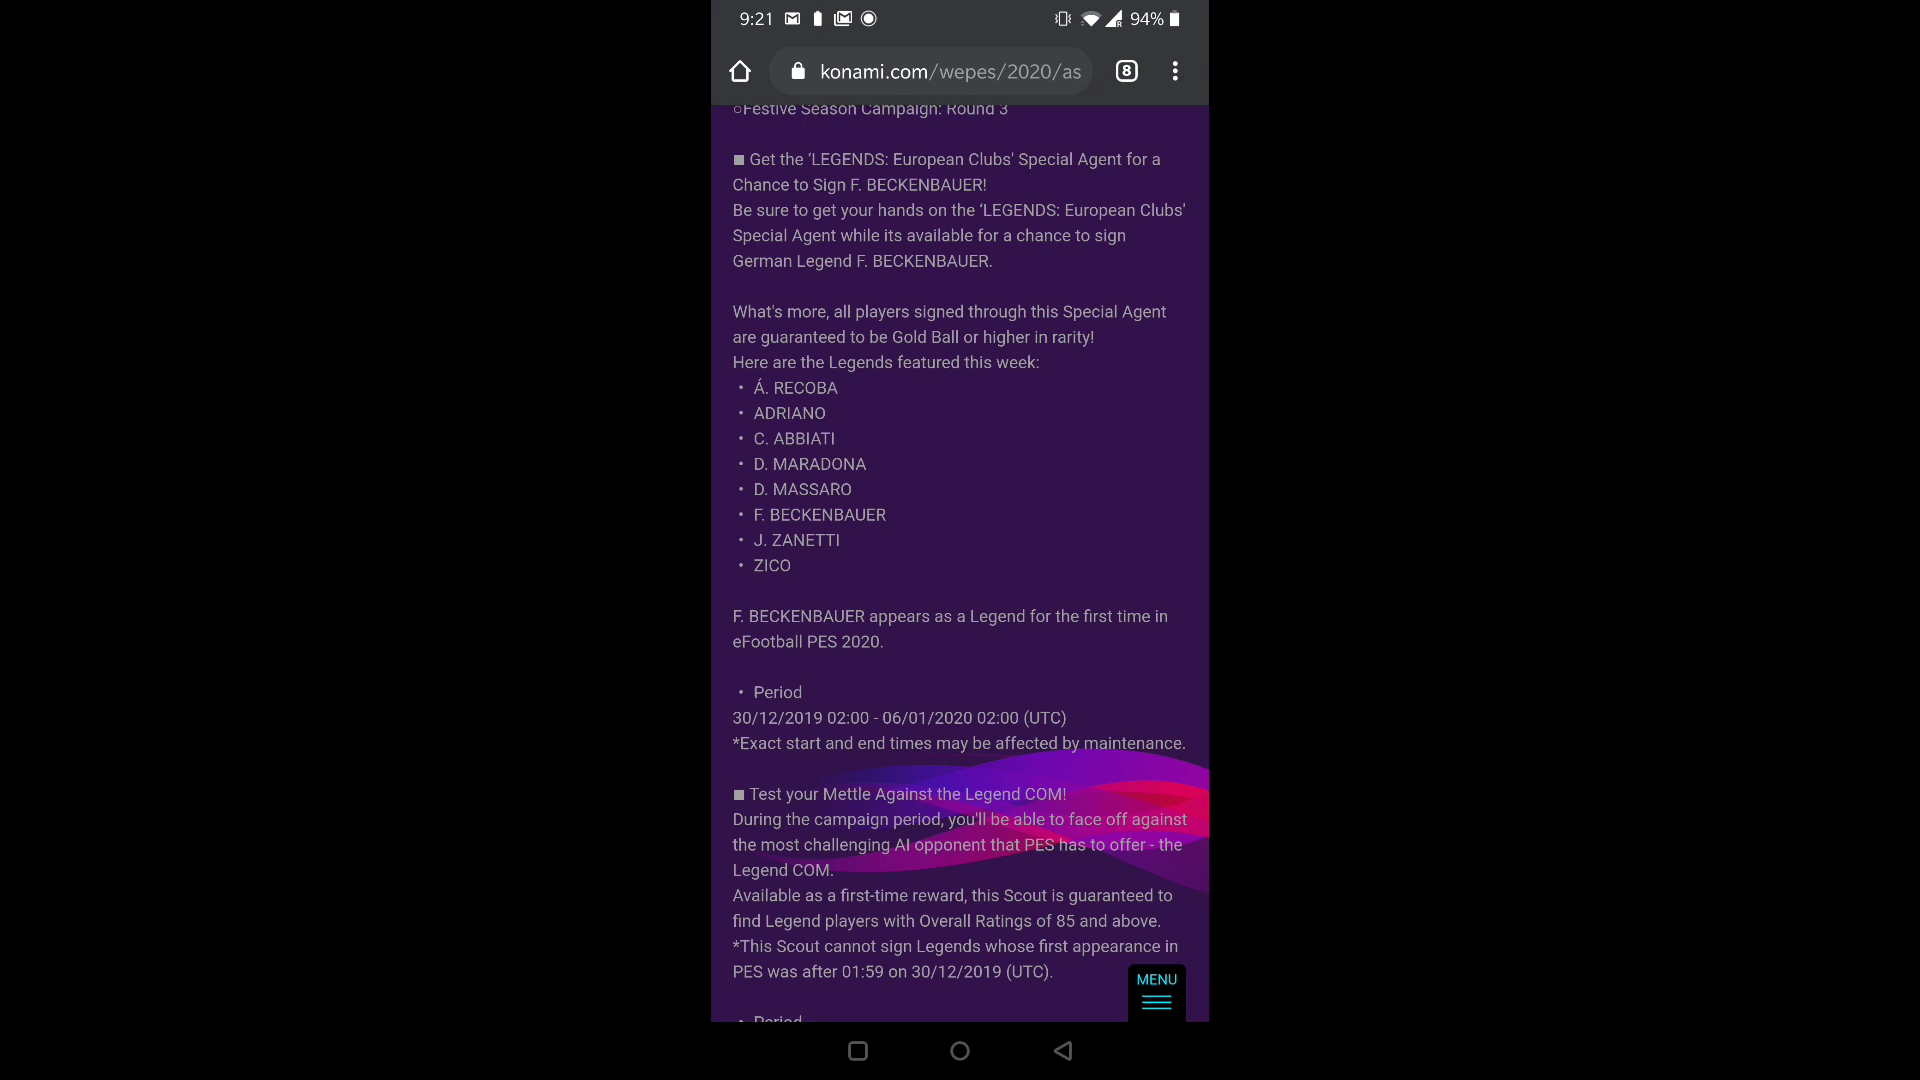 9:21
94%
konami.com/wepes/2020/as
8
○Festive Season Campaign: Round 3
■ Get the ‘LEGENDS: European Clubs' Special Agent for a
Chance to Sign F. BECKENBAUER!
Be sure to get your hands on the ‘LEGENDS: European Clubs'
Special Agent while its available for a chance to sign
German Legend F. BECKENBAUER.
What's more, all players signed through this Special Agent
are guaranteed to be Gold Ball or higher in rarity!
Here are the Legends featured this week:
・ Á. RECOBA
・ ADRIANO
・ C. ABBIATI
・ D. MARADONA
・ D. MASSARO
・ F. BECKENBAUER
・ J. ZANETTI
・ ZICO
F. BECKENBAUER appears as a Legend for the first time in
eFootball PES 2020.
・ Period
30/12/2019 02:00 - 06/01/2020 02:00 (UTC)
*Exact start and end times may be affected by maintenance.
■ Test your Mettle Against the Legend COM!
During the campaign period, you'll be able to face off against
the most challenging AI opponent that PES has to offer - the
Legend COM.
Available as a first-time reward, this Scout is guaranteed to
find Legend players with Overall Ratings of 85 and above.
*This Scout cannot sign Legends whose first appearance in
PES was after 01:59 on 30/12/2019 (UTC).
MENU
・ Period